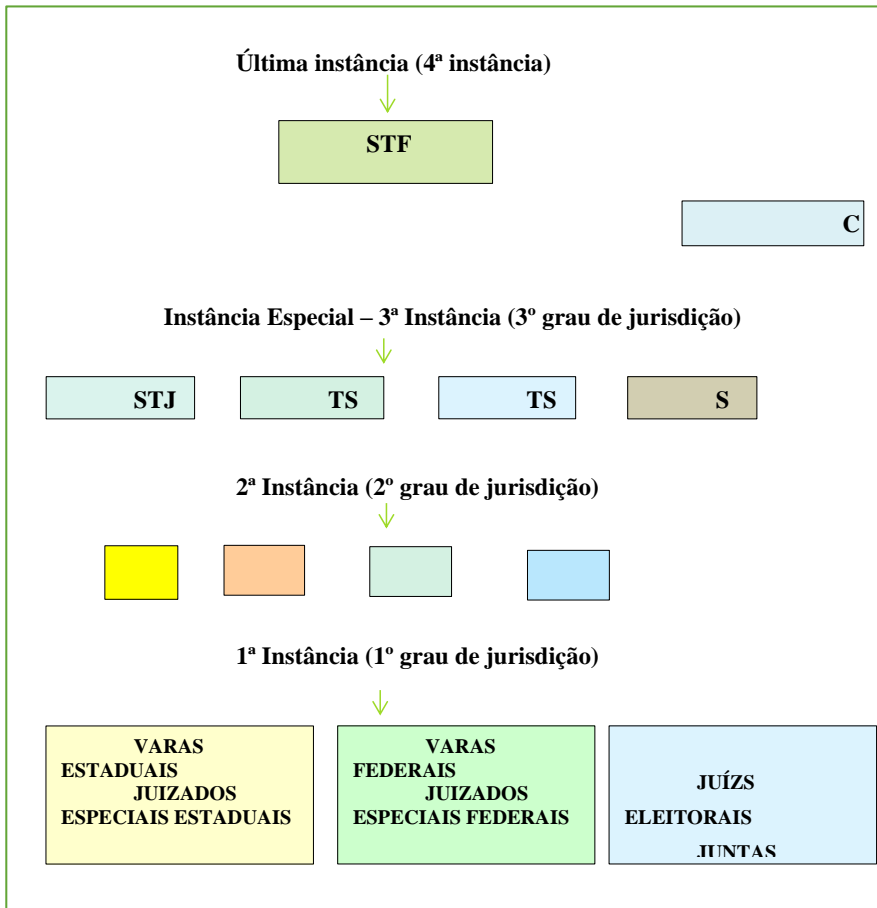 Última instância (4ª instância)
STF
C
Instância Especial – 3ª Instância (3º grau de jurisdição)
STJ
TS
TS
S
2ª Instância (2º grau de jurisdição)
1ª Instância (1º grau de jurisdição)
VARAS
ESTADUAIS
JUIZADOS
ESPECIAIS ESTADUAIS
VARAS
FEDERAIS
JUIZADOS
ESPECIAIS FEDERAIS
JUÍZS
ELEITORAIS
JUNTAS